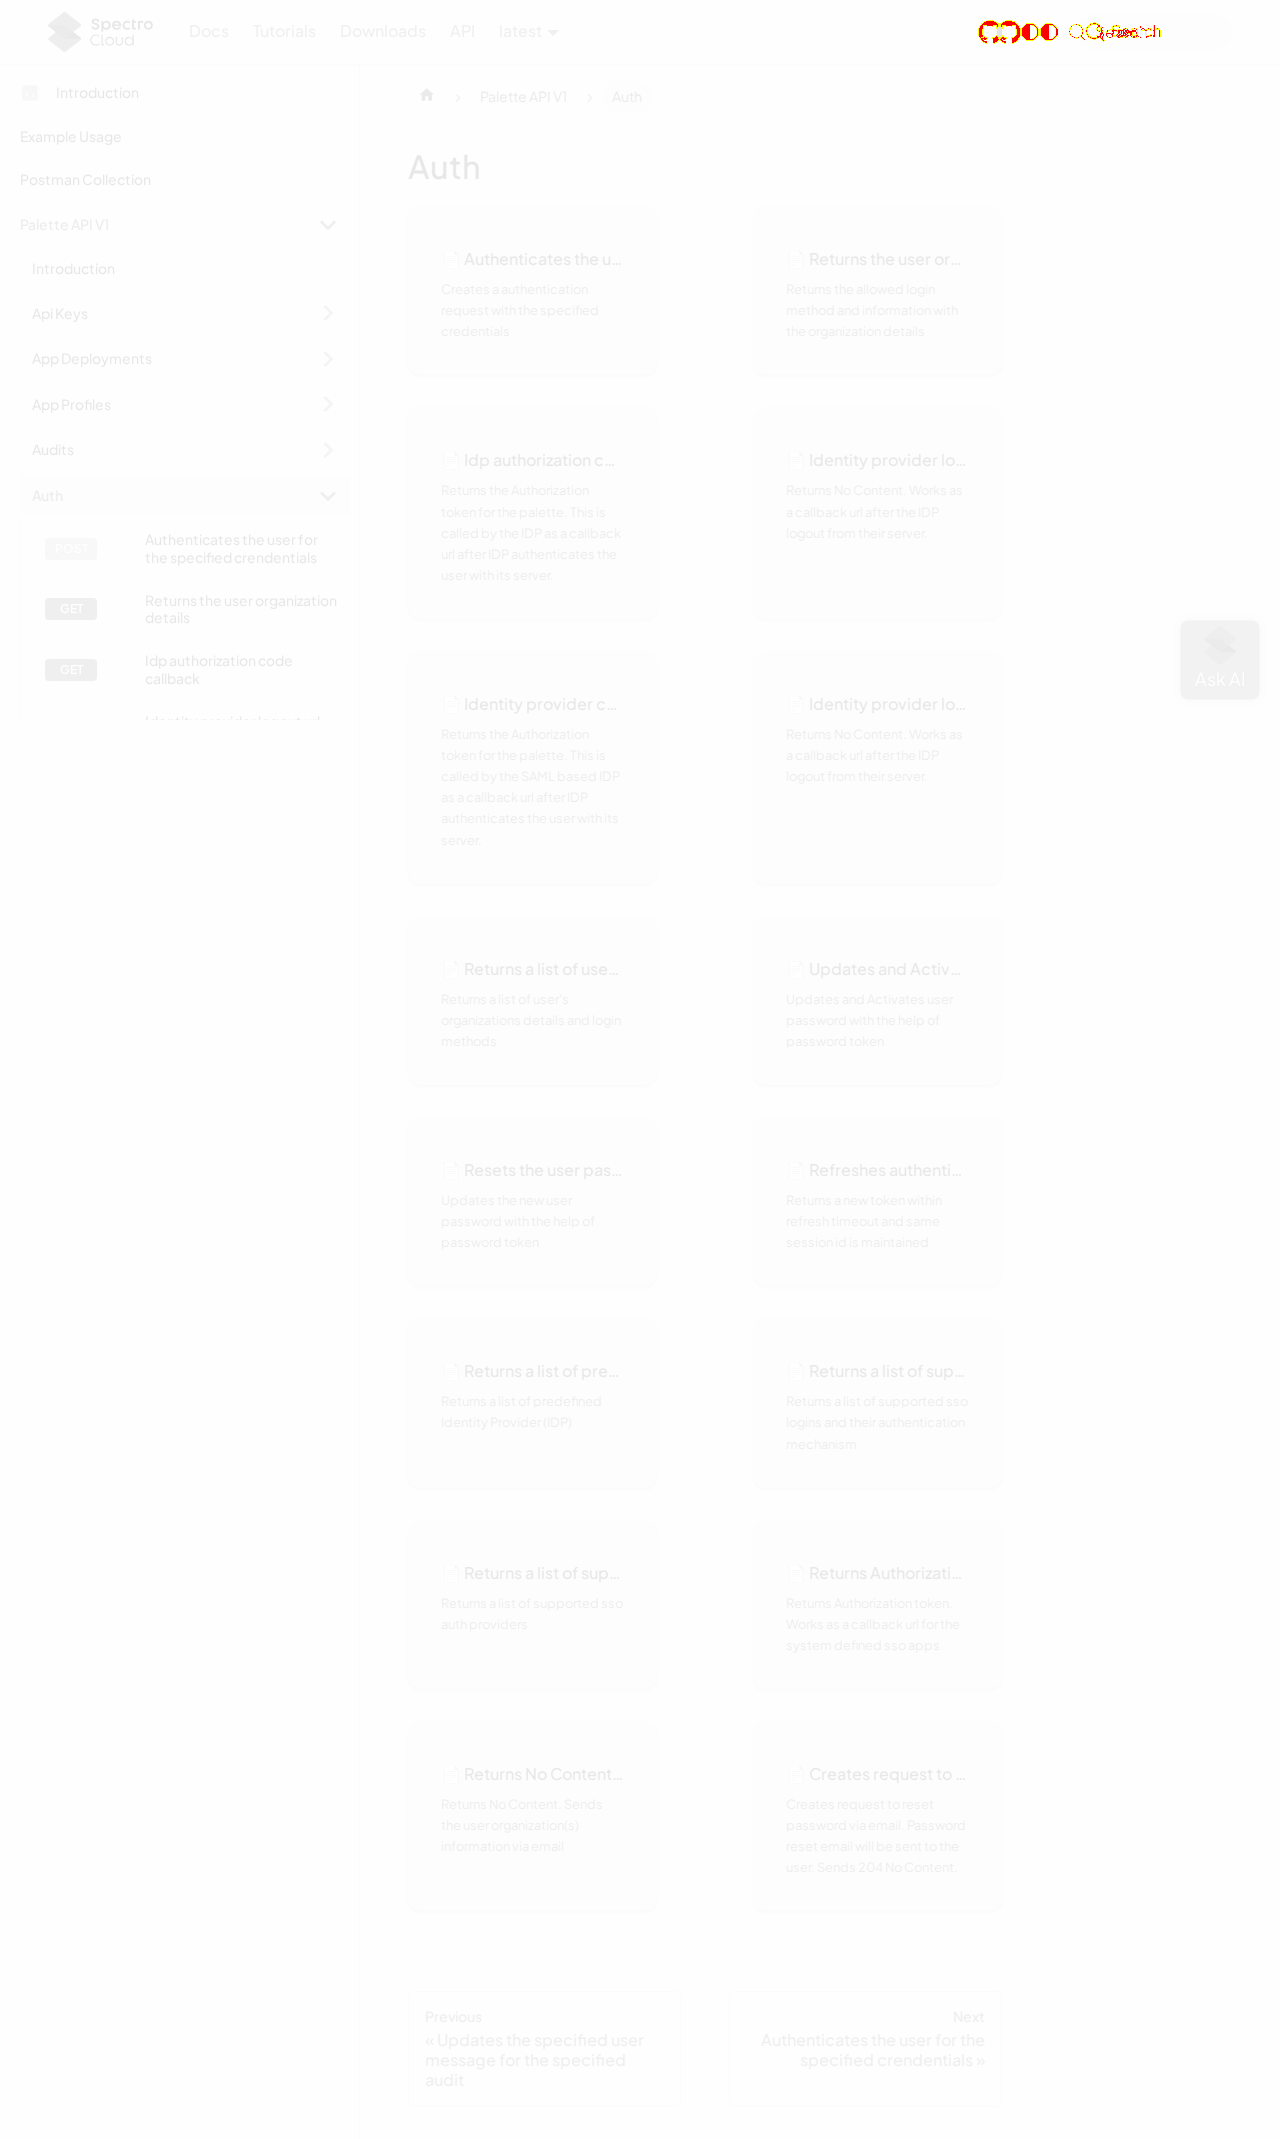 Spectro
Cloud
Docs
Tutorials
Downloads
API
latest
Search
Introduction
Example Usage
Postman Collection
Palette API V1
Introduction
Api Keys
App Deployments
App Profiles
Audits
Auth
POST
Authenticates the user for
the specified crendentials
GET
Returns the user organization
details
GET
Idp authorization code
callback
Palette API V1
Auth
Auth
Authenticates the u...
Creates a authentication
request with the specified
credentials
Returns the user or...
Returns the allowed login
method and information with
the organization details
Idp authorization c...
Returns the Authorization
token for the palette. This is
called by the IDP as a callback
url after IDP authenticates the
user with its server.
Identity provider lo...
Returns No Content. Works as
a callback url after the IDP
logout from their server.
Identity provider c...
Returns the Authorization
token for the palette. This is
called by the SAML based IDP
as a callback url after IDP
authenticates the user with its
server.
Identity provider lo...
Returns No Content. Works as
a callback url after the IDP
logout from their server.
Returns a list of use...
Returns a list of user's
organizations details and login
methods
Updates and Activ...
Updates and Activates user
password with the help of
password token
Resets the user pas...
Updates the new user
password with the help of
password token
Refreshes authenti...
Returns a new token within
refresh timeout and same
session id is maintained
Returns a list of pre...
Returns a list of predefined
Identity Provider (IDP)
Returns a list of sup...
Returns a list of supported sso
logins and their authentication
mechanism
Returns a list of sup...
Returns a list of supported sso
auth providers
Returns Authorizati...
Returns Authorization token.
Works as a callback url for the
system defined sso apps
Returns No Content...
Returns No Content. Sends
the user organization(s)
information via email
Creates request to ...
Creates request to reset
password via email. Password
reset email will be sent to the
user. Sends 204 No Content.
Previous
« Updates the specified user
message for the specified
audit
Next
Authenticates the user for the
specified crendentials »
Ask AI